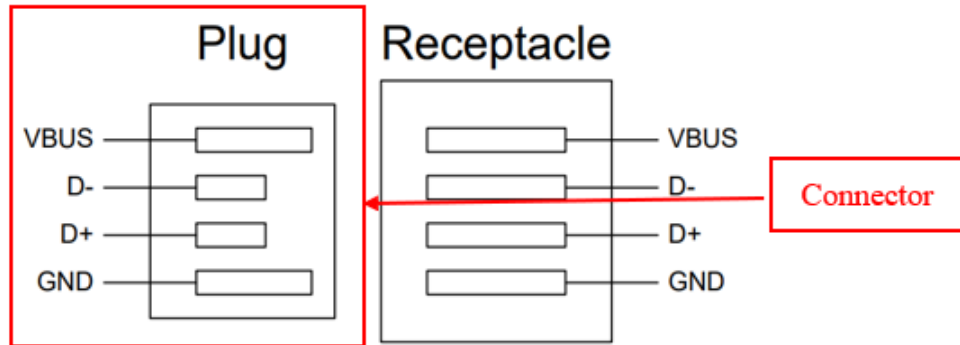 Plug
Receptacle
VBUS
D-
D+
GND
VBUS
D-
D+
GND
Connector